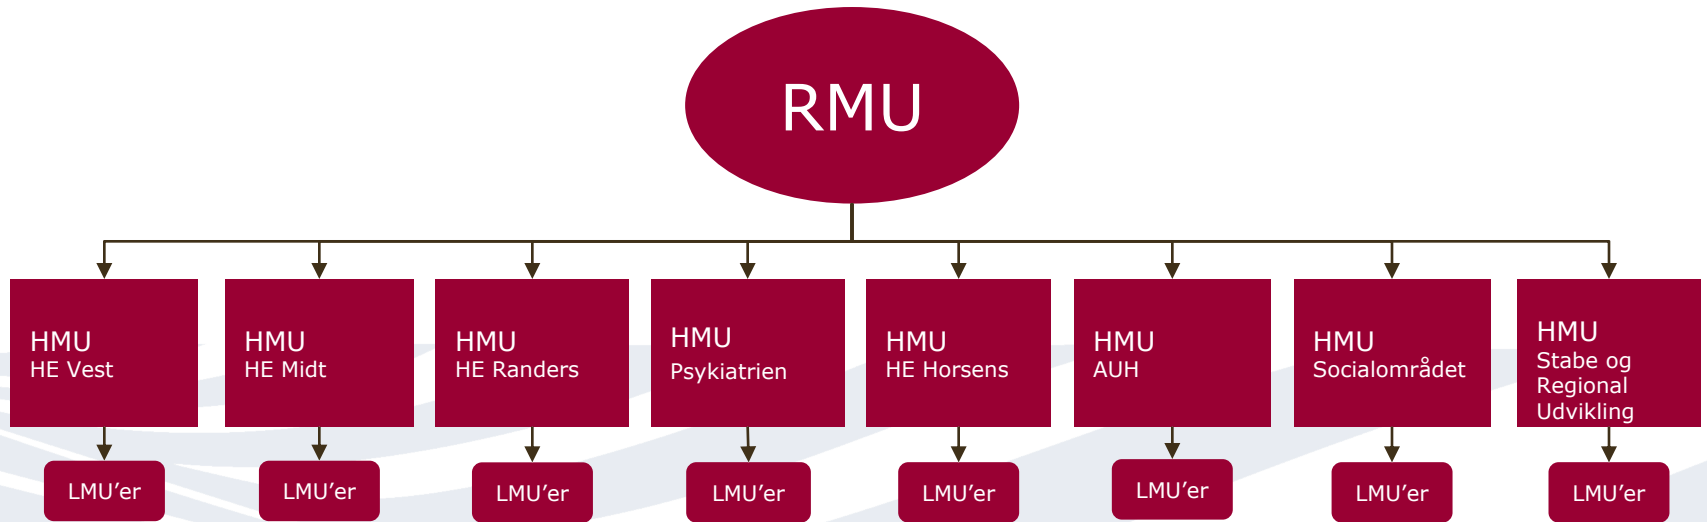 RMU
HMU
HE Vest
HMU
HE Midt
HMU
HE Randers
HMU
Psykiatrien
HMU
HE Horsens
HMU
AUH
HMU
Socialområdet
HMU
Stabe og
Regional
Udvikling
LMU’er
LMU’er
LMU’er
LMU’er
LMU’er
LMU’er
LMU’er
LMU’er